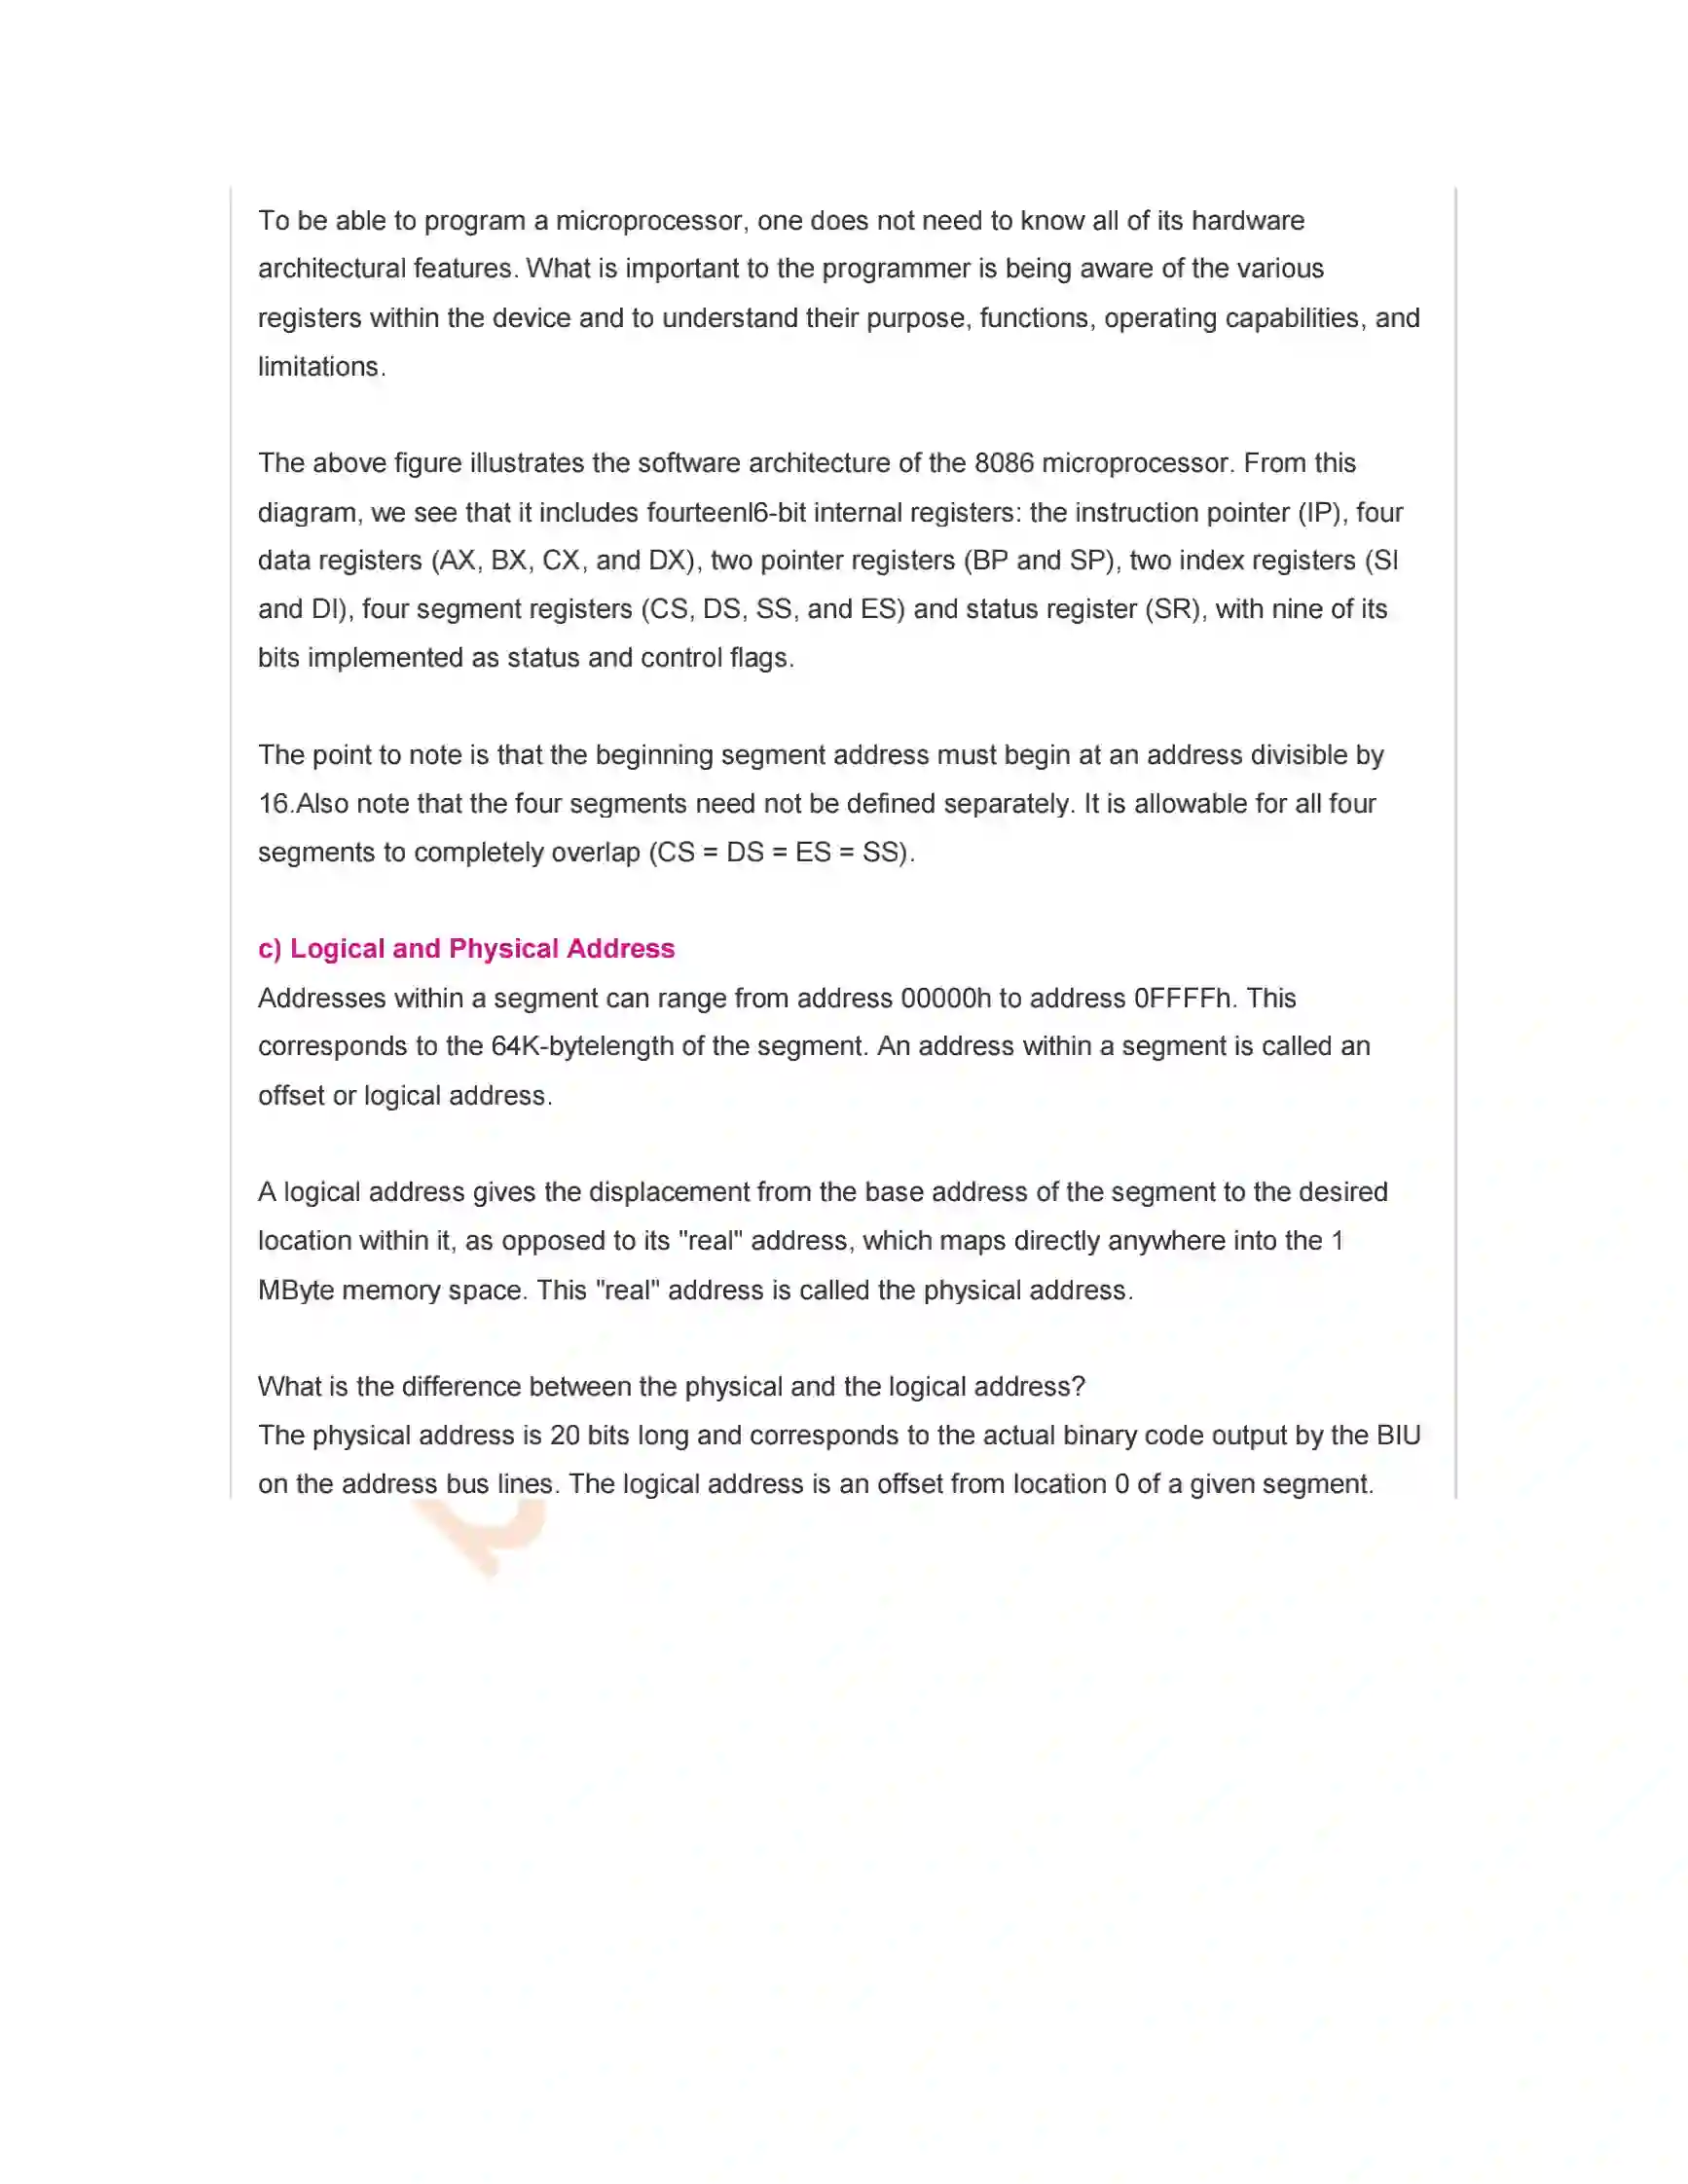 To be able to program a microprocessor, one does not need to know all of its hardware
architectural features. What is important to the programmer is being aware of the various
registers within the device and to understand their purpose, functions, operating capabilities, and
limitations.
The above figure illustrates the software architecture of the 8086 microprocessor. From this
diagram, we see that it includes fourteenl6-bit internal registers: the instruction pointer (IP), four
data registers (AX, BX, CX, and DX), two pointer registers (BP and SP), two index registers (SI
and DI), four segment registers (CS, DS, SS, and ES) and status register (SR), with nine of its
bits implemented as status and control flags.
The point to note is that the beginning segment address must begin at an address divisible by
16.Also note that the four segments need not be defined separately. It is allowable for all four
segments to completely overlap (CS = DS = ES = SS).
c) Logical and Physical Address
Addresses within a segment can range from address 00000h to address 0FFFFh. This
corresponds to the 64K-bytelength of the segment. An address within a segment is called an
offset or logical address.
A logical address gives the displacement from the base address of the segment to the desired
location within it, as opposed to its "real" address, which maps directly anywhere into the 1
MByte memory space. This "real" address is called the physical address.
What is the difference between the physical and the logical address?
The physical address is 20 bits long and corresponds to the actual binary code output by the BIU
on the address bus lines. The logical address is an offset from location 0 of a given segment.